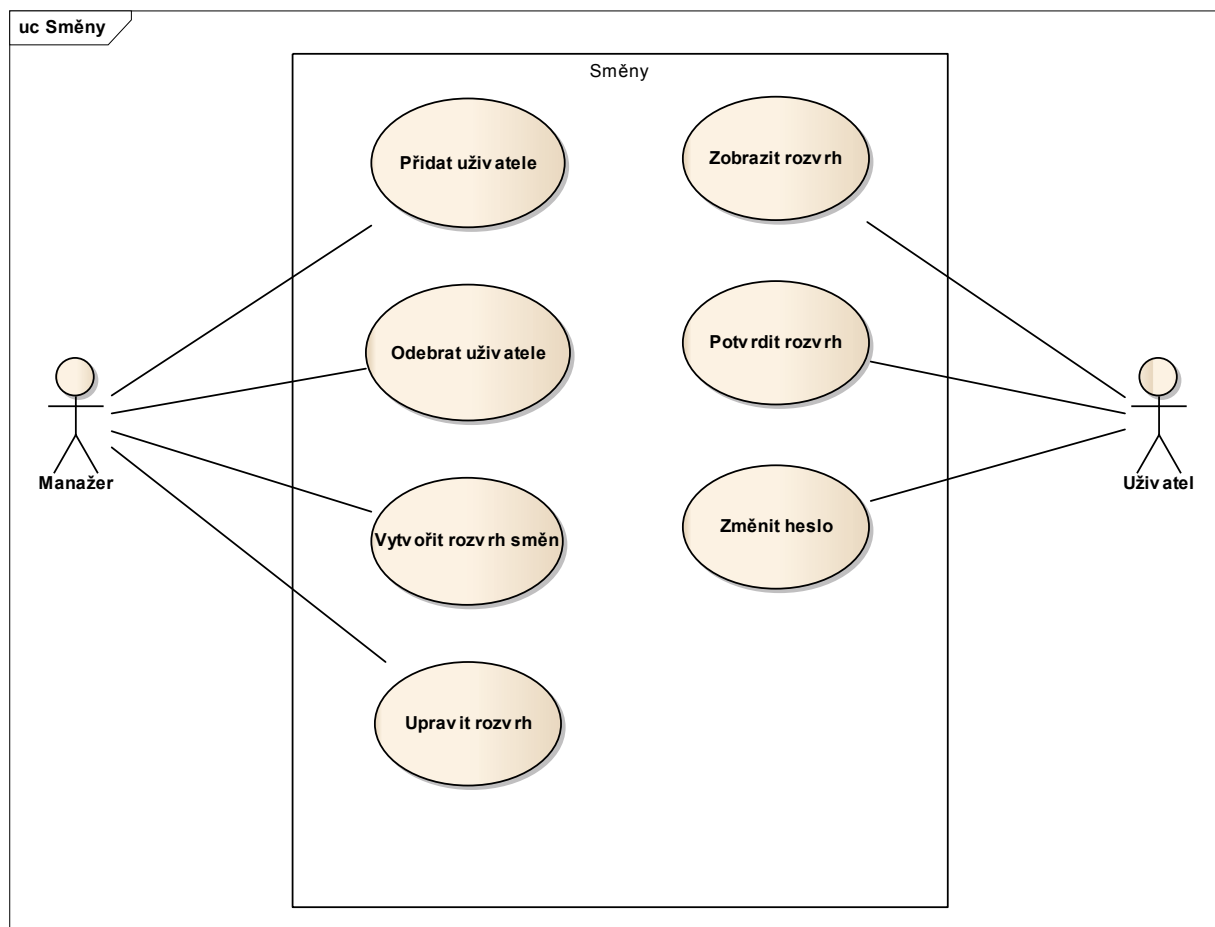 uc Směny
Směny
Přidat uživatele
Zobrazit rozvrh
Odebrat uživatele
Potvrdit rozvrh
Manažer
Uživatel
Vytvořit rozvrh směn
Změnit heslo
Upravit rozvrh